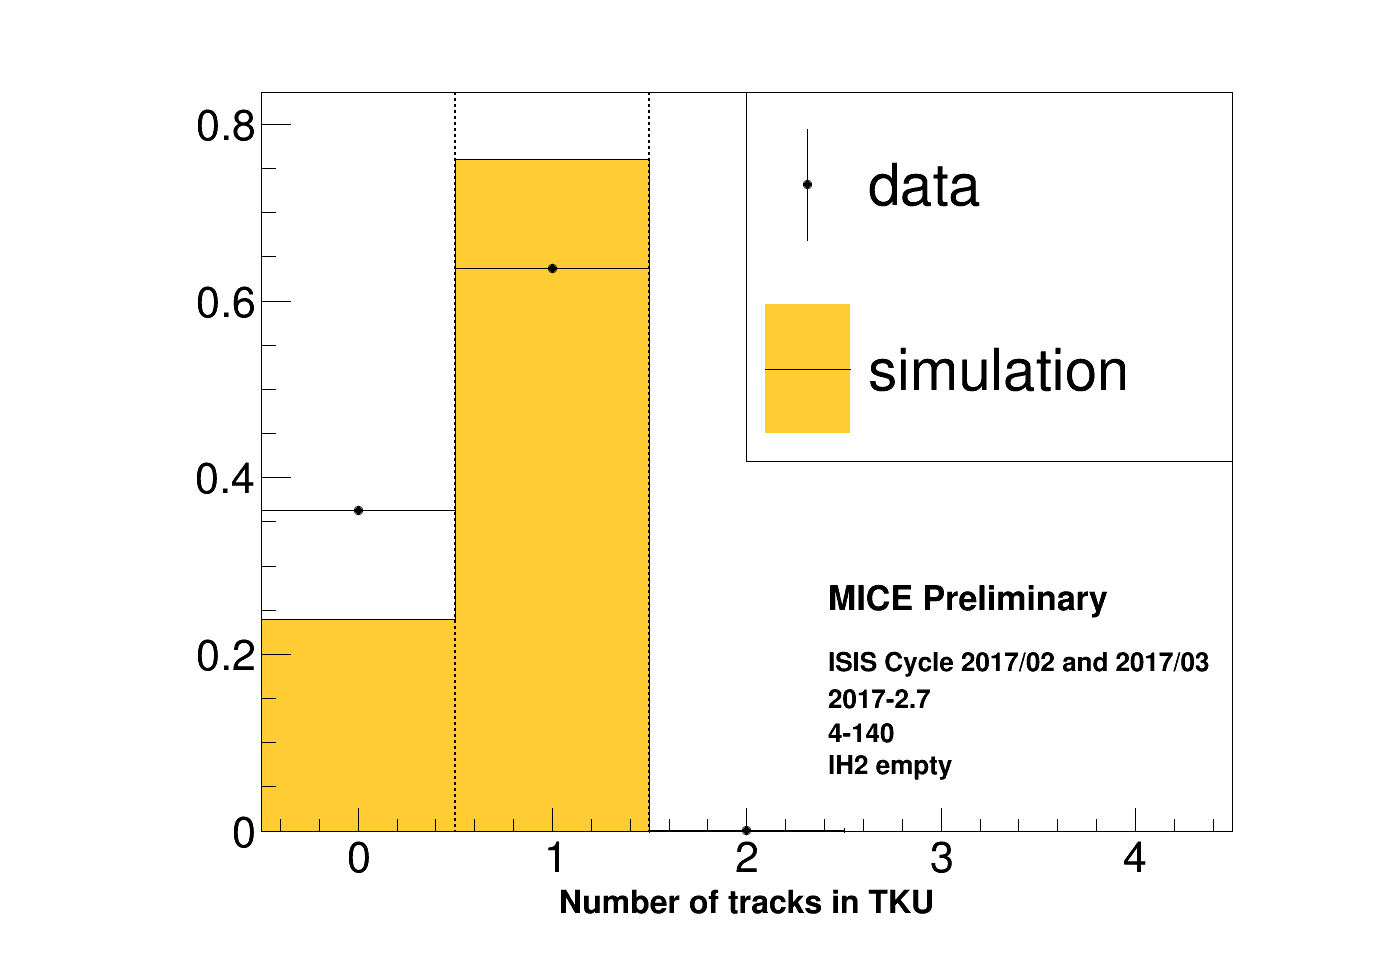 0.8
0.6
0.4
0.2
0
0 1 2 3 4
Number of tracks in TKU
data
simulation
MICE Preliminary
ISIS Cycle 2017/02 and 2017/03
2017-2.7
4-140
IH2 empty